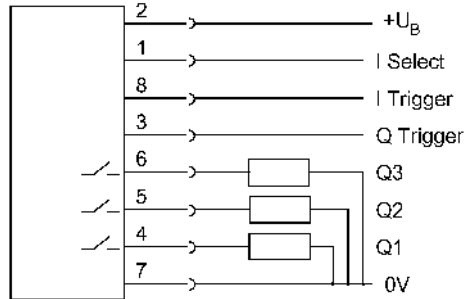 2 +U_B
1 I Select
8 I Trigger
3 Q Trigger
6 Q3
5 Q2
4 Q1
7 0V